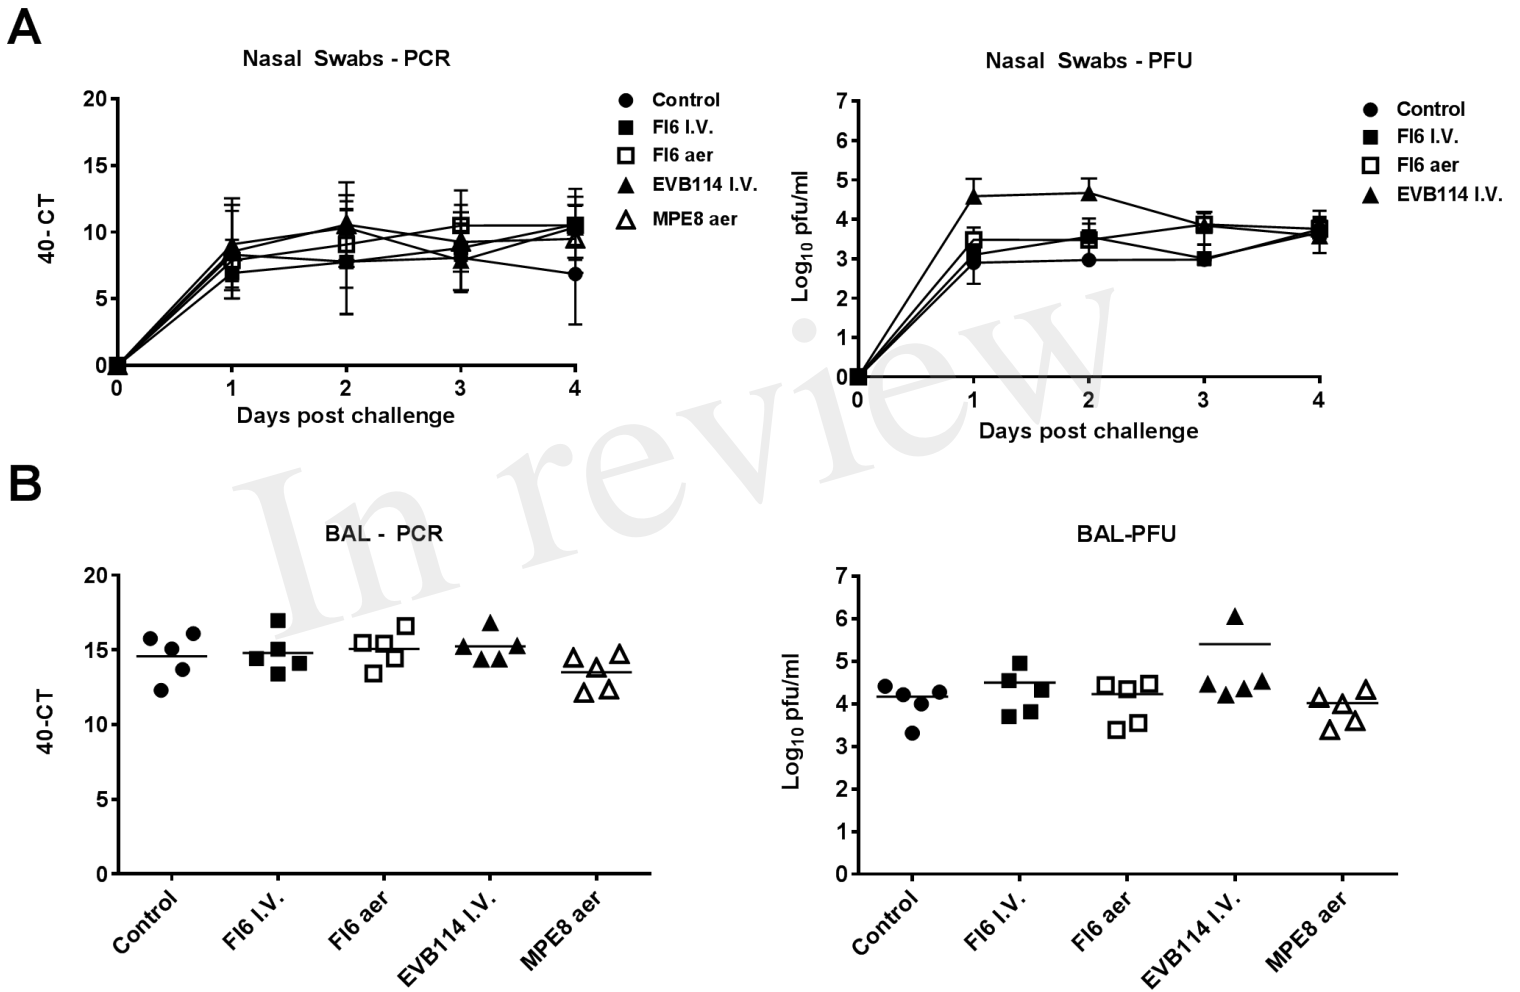 A
Nasal Swabs - PCR
20
15
10
5
0
40- CT
0 1 2 3 4
Days post challenge
Control
FI6 I.V.
FI6 aer
EVB114 I.V.
MPE8 aer
Nasal Swabs - PFU
7
6
5
4
3
2
1
0
Log10 pfu/ml
0 1 2 3 4
Days post challenge
Control
FI6 I.V.
FI6 aer
EVB114 I.V.
In review
B
BAL - PCR
20
15
10
5
0
40-CT
Control
FI6 I.V.
FI6 aer
EVB114 I.V.
MPE8 aer
BAL-PFU
7
6
5
4
3
2
1
0
Log10 pfu/ml
Control
FI6 I.V.
FI6 aer
EVB114 I.V.
MPE8 aer